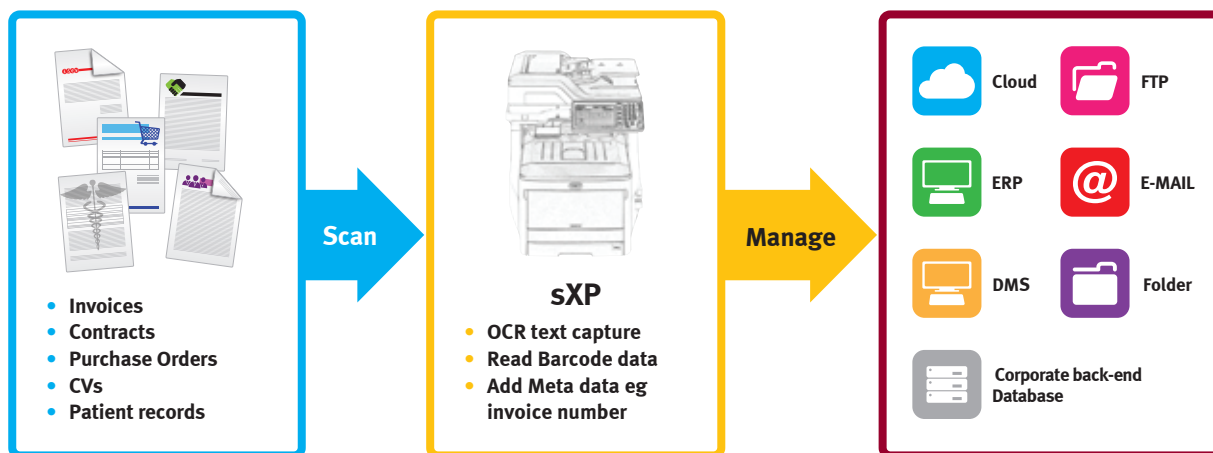 Invoices
Contracts
Purchase Orders
CVs
Patient records
Scan
sXP
OCR text capture
Read Barcode data
Add Meta data eg
invoice number
Manage
Cloud
FTP
ERP
@
E-MAIL
DMS
Folder
Corporate back-end
Database